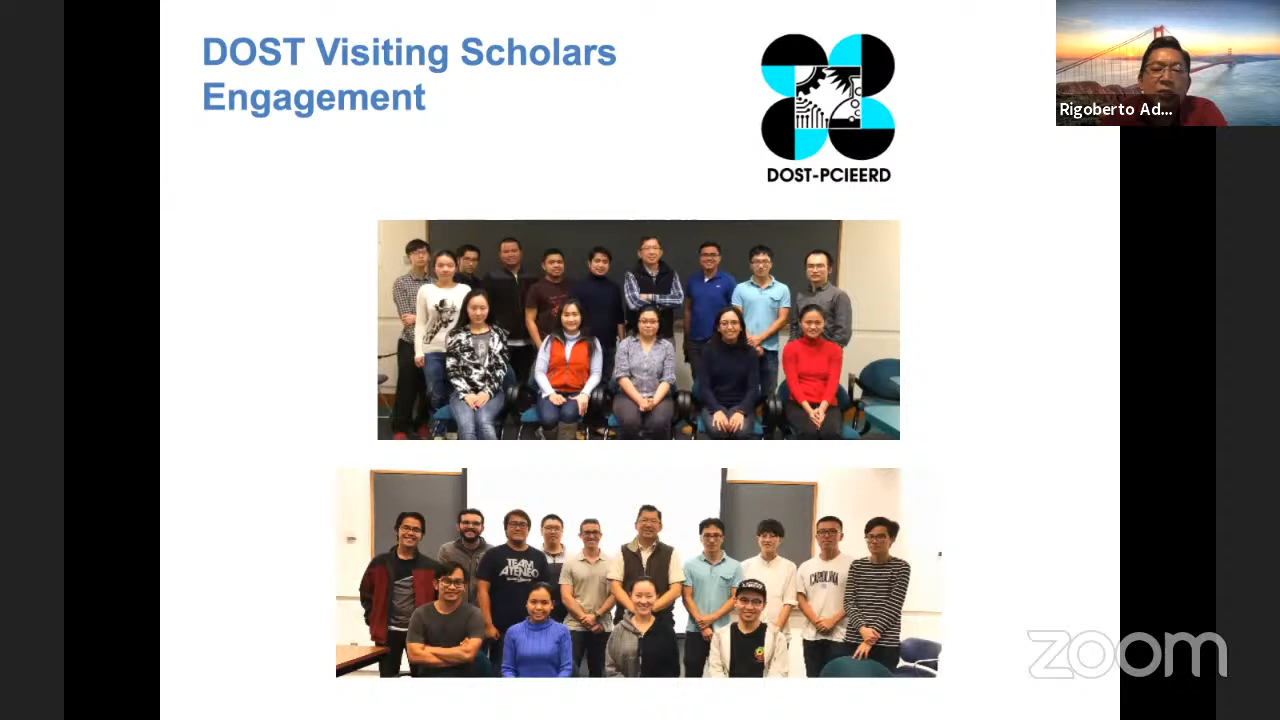 DOST Visiting Scholars
Engagement
DOST-PCIEERD
Rigoberto Ad...
TEAM
ATENEO
CAROLINA
zoom